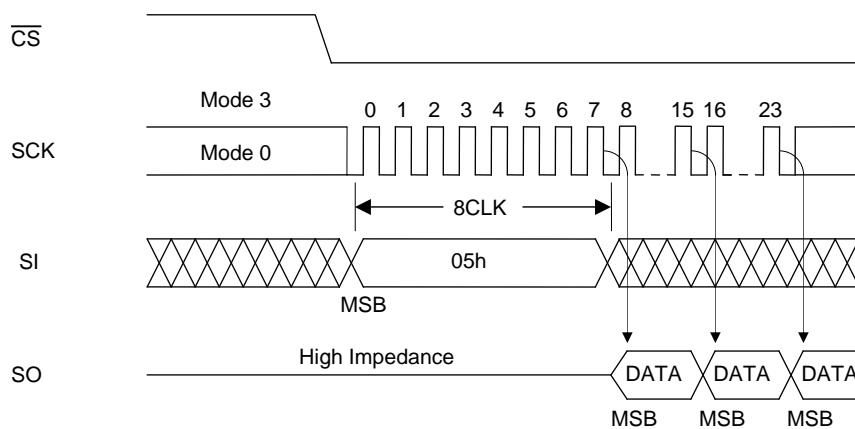 CS
Mode 3
0 1 2 3 4 5 6 7 8 15 16 23
SCK
Mode 0
8CLK
SI
05h
MSB
High Impedance
SO
DATA DATA DATA
MSB MSB MSB